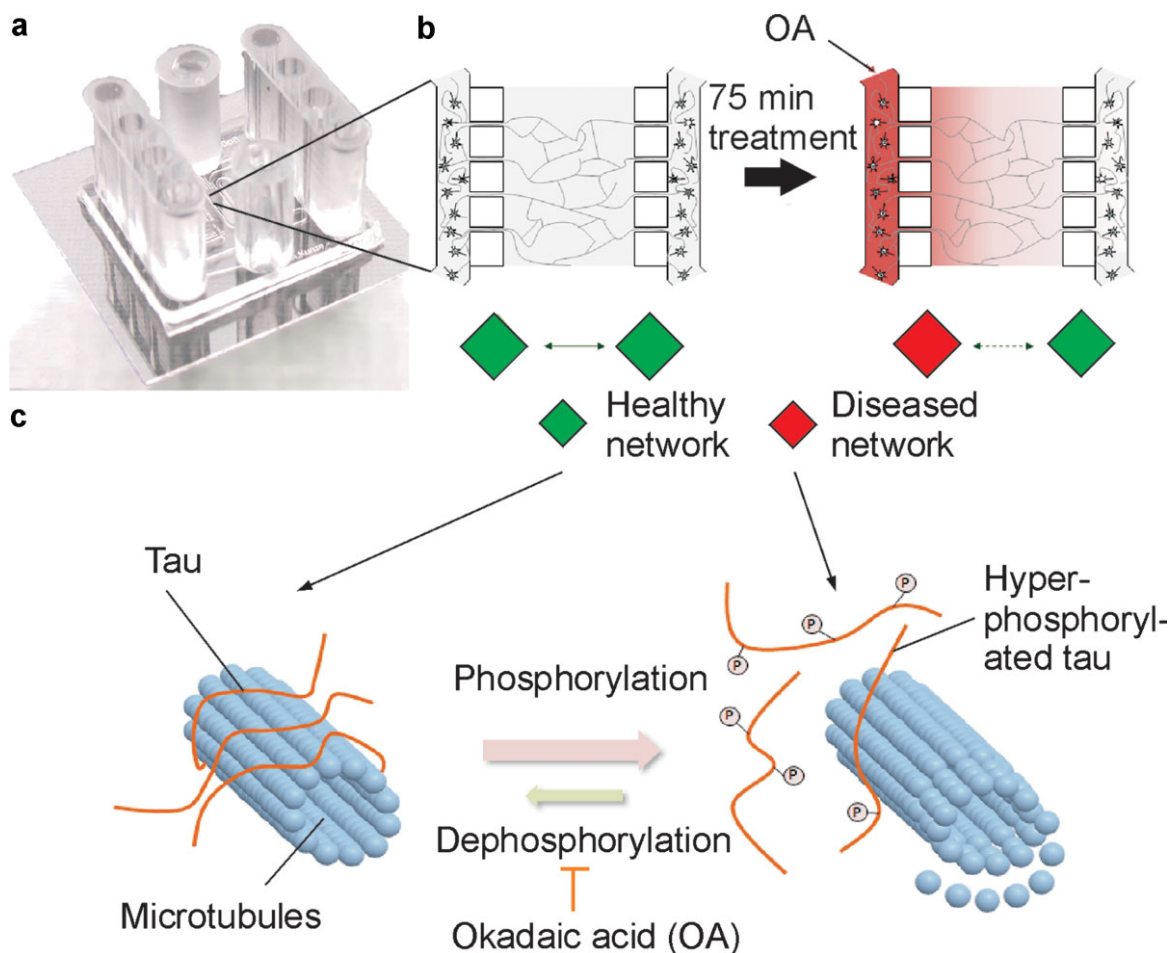 a
b
OA
75 min
treatment
Healthy
network
Diseased
network
c
Tau
Microtubules
Phosphorylation
Dephosphorylation
Okadaic acid (OA)
P
P
P
P
P
P
Hyper-
phosphoryl-
ated tau